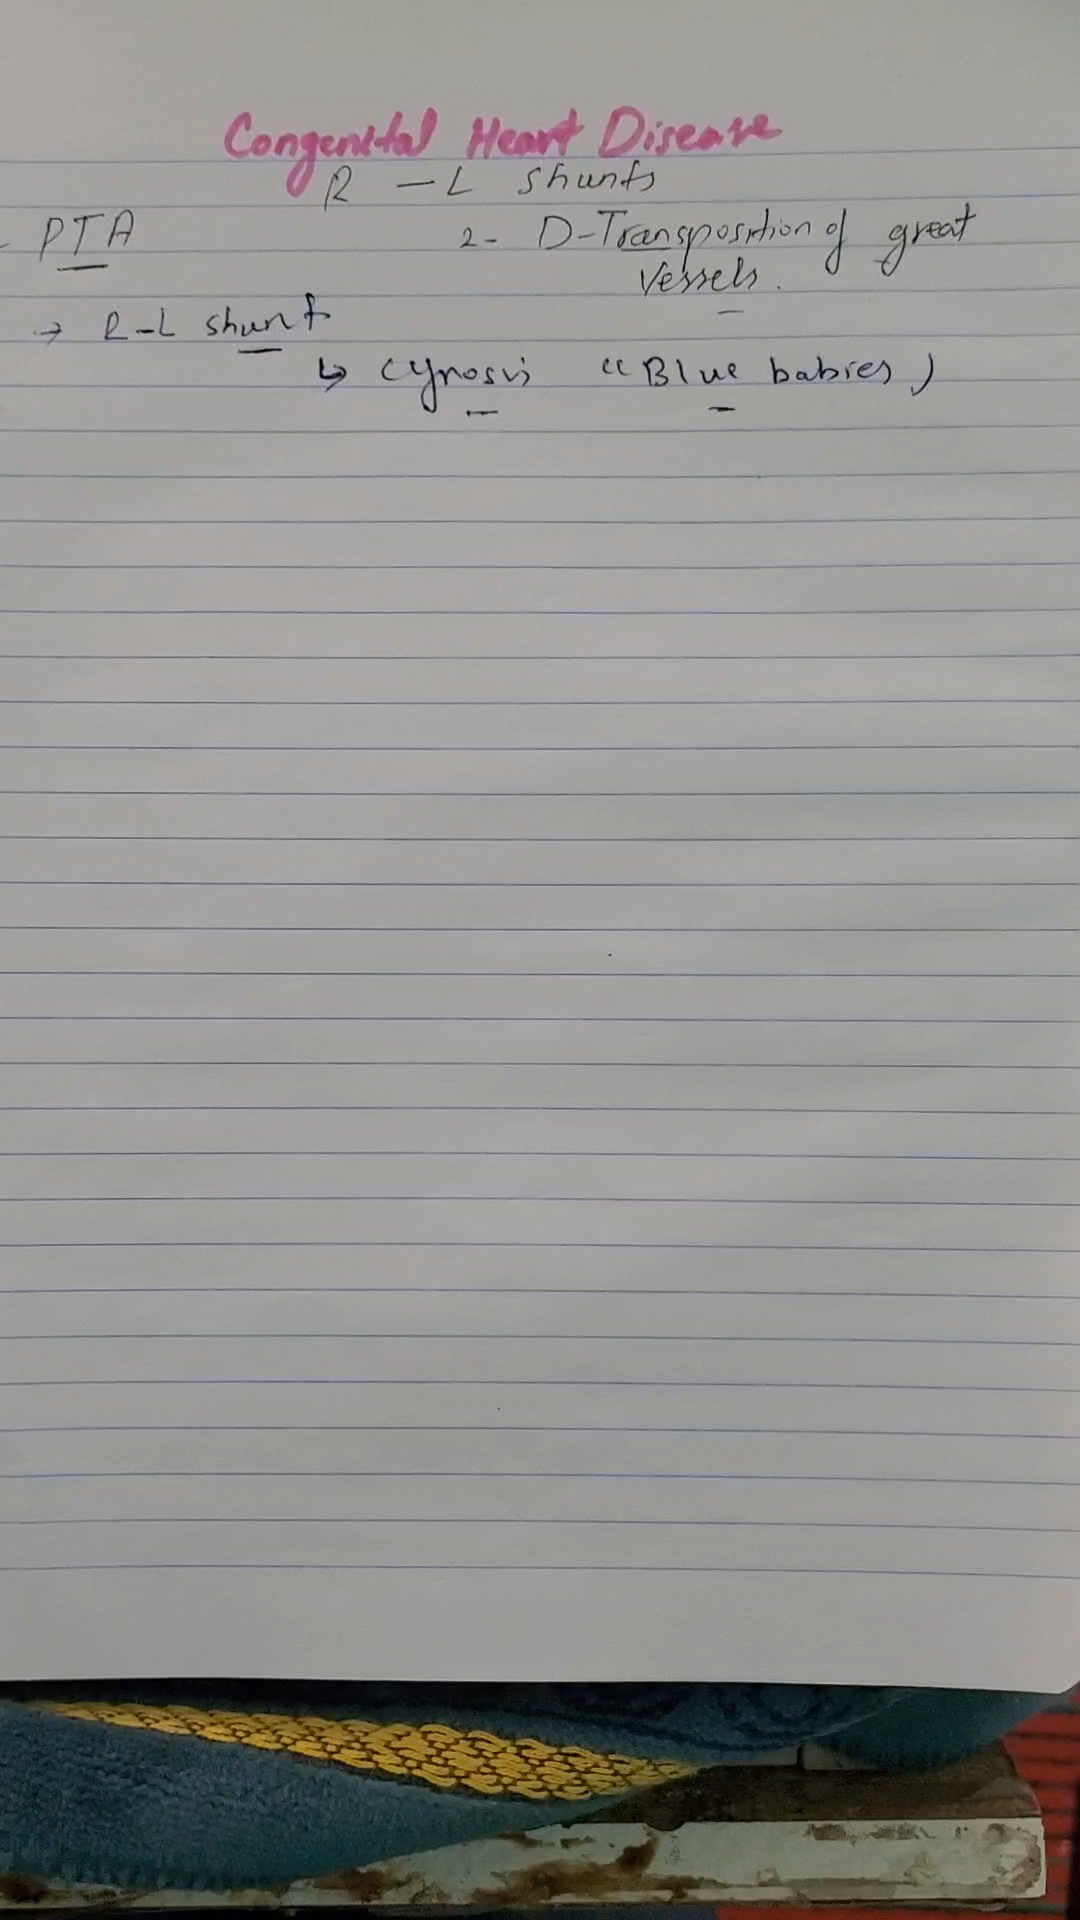 Congenital Heart Disease
R - L shunts
- PTA 2- D-Transposition of great
Vessels.
→ R-L shunt
↳ Cynosis "Blue babies)